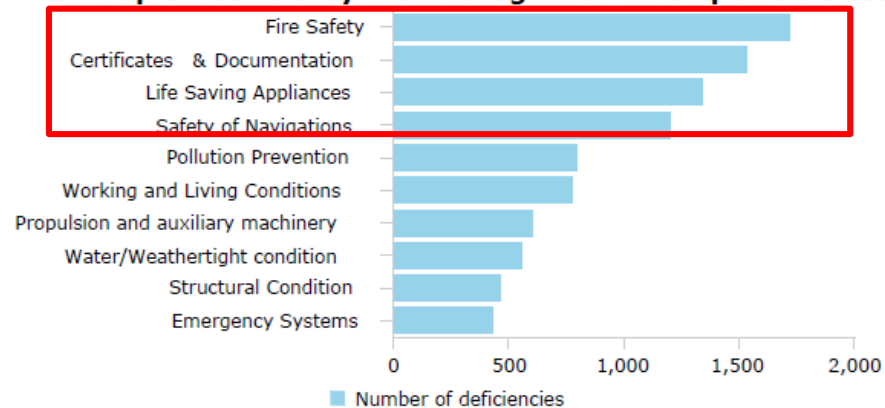 Fire Safety
Certificates & Documentation
Life Saving Appliances
Safety of Navigations
Pollution Prevention
Working and Living Conditions
Propulsion and auxiliary machinery
Water/Weathertight condition
Structural Condition
Emergency Systems
0 500 1,000 1,500 2,000
Number of deficiencies